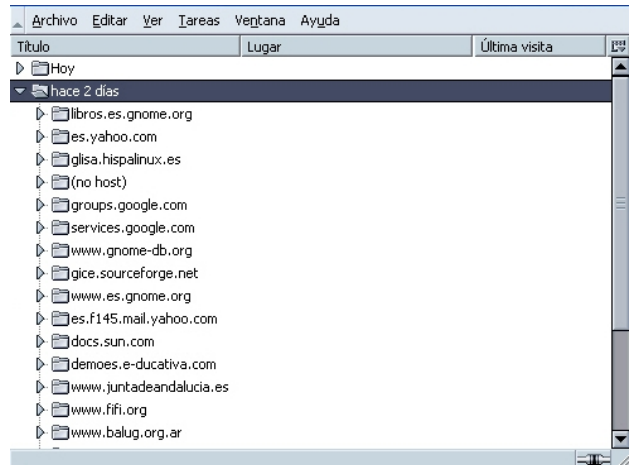 Archivo Editar Ver Tareas Ventana Ayuda
Título Lugar Última visita
Hoy
hace 2 días
libros.es.gnome.org
es.yahoo.com
glisa.hispalinux.es
(no host)
groups.google.com
services.google.com
www.gnome-db.org
gice.sourceforge.net
www.es.gnome.org
es.f145.mail.yahoo.com
docs.sun.com
demoes.e-ducativa.com
www.juntadeandalucia.es
www.fifi.org
www.balug.org.ar